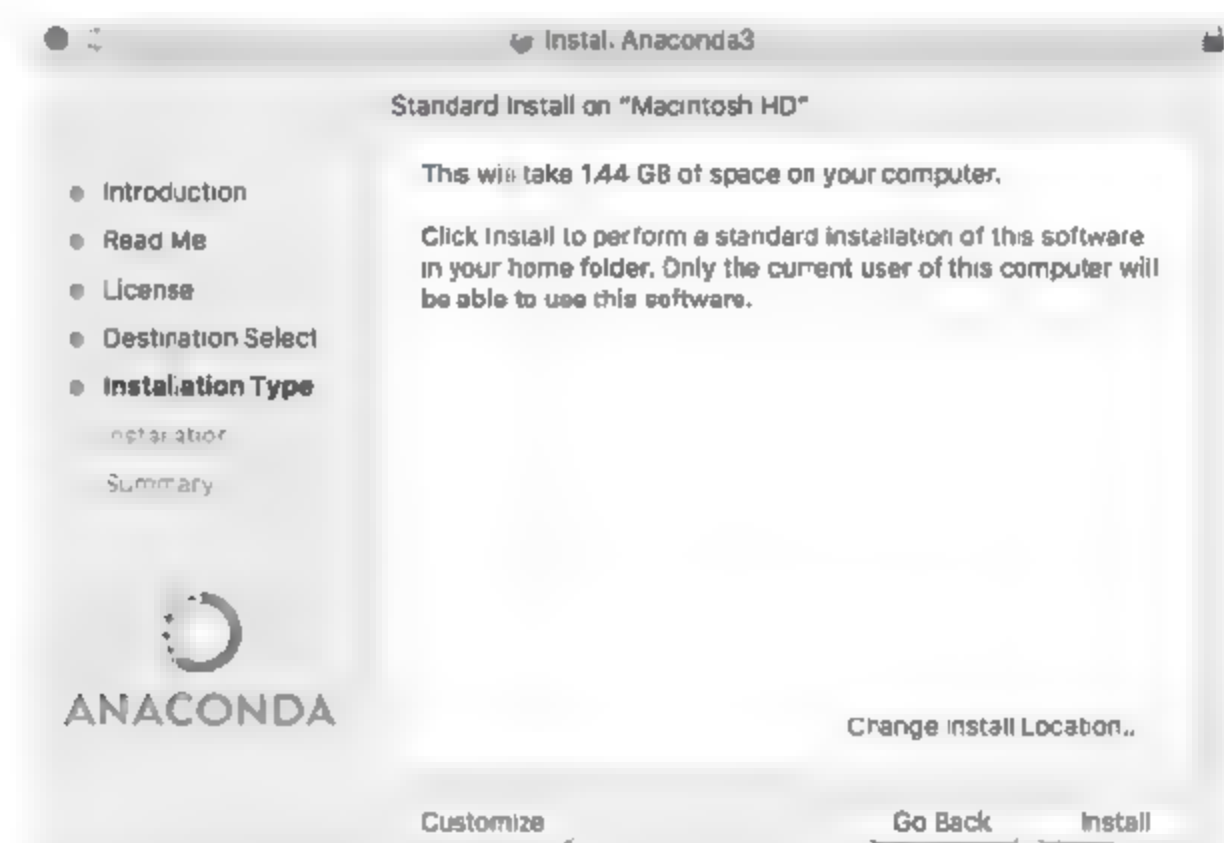 Install Anaconda3
Standard Install on "Macintosh HD"
Introduction
Read Me
License
Destination Select
Installation Type
Installation
Summary
ANACONDA
This will take 1.44 GB of space on your computer.
Click Install to perform a standard installation of this software
in your home folder. Only the current user of this computer will
be able to use this software.
Change Install Location...
Customize
Go Back
Install